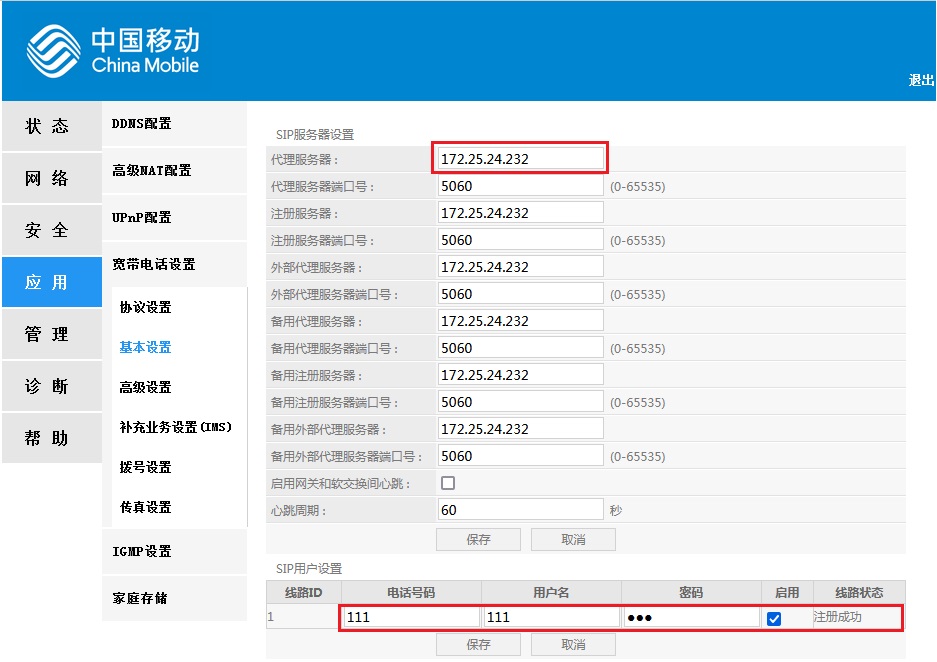 中国移动
China Mobile
退出
状 态
网 络
安 全
应 用
管 理
诊 断
帮 助
DDNS配置
高级NAT配置
UPnP配置
宽带电话设置
协议设置
基本设置
高级设置
补充业务设置(IMS)
拨号设置
传真设置
IGMP设置
家庭存储
SIP服务器设置
代理服务器： 172.25.24.232
代理服务器端口号： 5060 (0-65535)
注册服务器： 172.25.24.232
注册服务器端口号： 5060 (0-65535)
外部代理服务器： 172.25.24.232
外部代理服务器端口号： 5060 (0-65535)
备用代理服务器： 172.25.24.232
备用代理服务器端口号： 5060 (0-65535)
备用注册服务器： 172.25.24.232
备用注册服务器端口号： 5060 (0-65535)
备用外部代理服务器： 172.25.24.232
备用外部代理服务器端口号： 5060 (0-65535)
启用网关和软交换间心跳：
心跳周期： 60 秒
保存 取消
SIP用户设置
线路ID 电话号码 用户名 密码 启用 线路状态
1 111 111 ●●● 注册成功
保存 取消